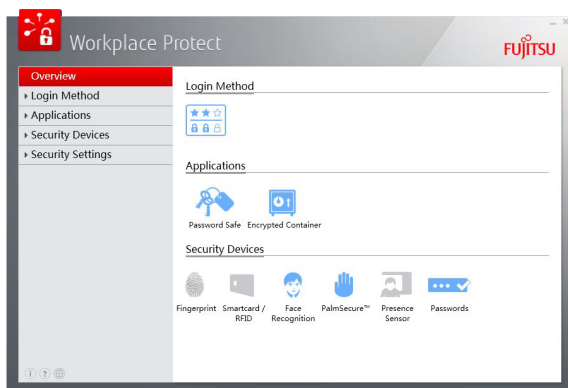 Workplace Protect
FUJITSU
Overview
Login Method
Applications
Security Devices
Security Settings
Login Method
Applications
Password Safe Encrypted Container
Security Devices
Fingerprint Smartcard / RFID Face Recognition PalmSecure™ Presence Sensor Passwords